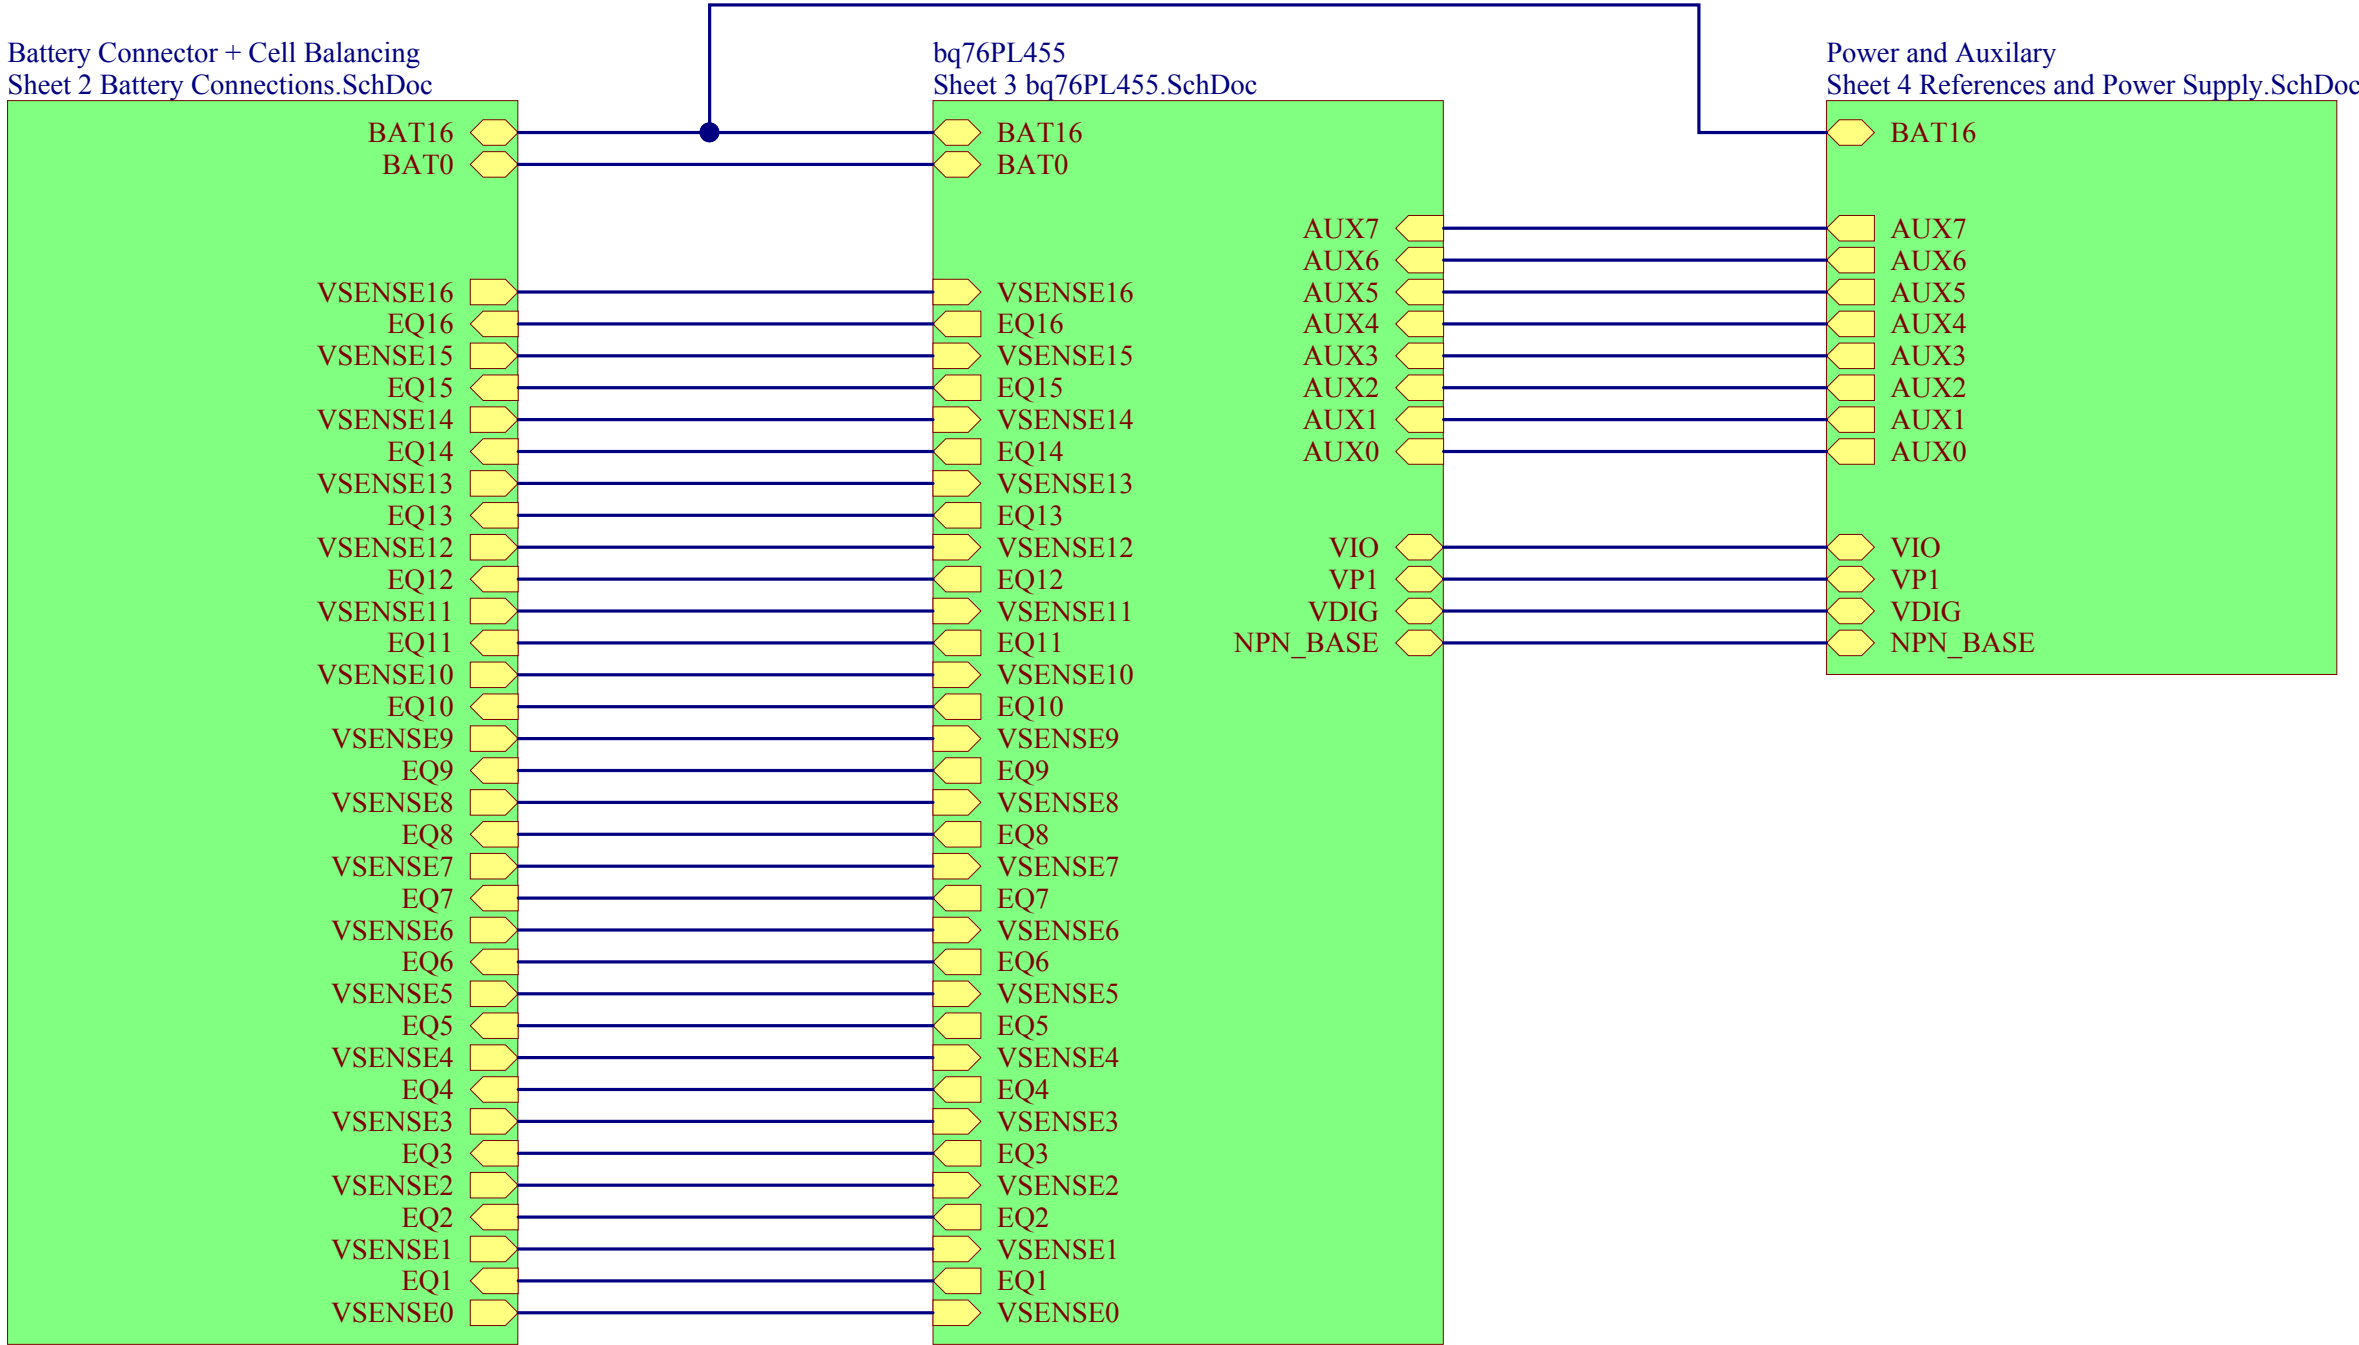 Battery Connector + Cell Balancing
Sheet 2 Battery Connections.SchDoc
BAT16
BAT0
VSENSE16
EQ16
VSENSE15
EQ15
VSENSE14
EQ14
VSENSE13
EQ13
VSENSE12
EQ12
VSENSE11
EQ11
VSENSE10
EQ10
VSENSE9
EQ9
VSENSE8
EQ8
VSENSE7
EQ7
VSENSE6
EQ6
VSENSE5
EQ5
VSENSE4
EQ4
VSENSE3
EQ3
VSENSE2
EQ2
VSENSE1
EQ1
VSENSE0
bq76PL455
Sheet 3 bq76PL455.SchDoc
BAT16
BAT0
VSENSE16
EQ16
VSENSE15
EQ15
VSENSE14
EQ14
VSENSE13
EQ13
VSENSE12
EQ12
VSENSE11
EQ11
VSENSE10
EQ10
VSENSE9
EQ9
VSENSE8
EQ8
VSENSE7
EQ7
VSENSE6
EQ6
VSENSE5
EQ5
VSENSE4
EQ4
VSENSE3
EQ3
VSENSE2
EQ2
VSENSE1
EQ1
VSENSE0
AUX7
AUX6
AUX5
AUX4
AUX3
AUX2
AUX1
AUX0
VIO
VP1
VDIG
NPN_BASE
Power and Auxilary
Sheet 4 References and Power Supply.SchDoc
BAT16
AUX7
AUX6
AUX5
AUX4
AUX3
AUX2
AUX1
AUX0
VIO
VP1
VDIG
NPN_BASE